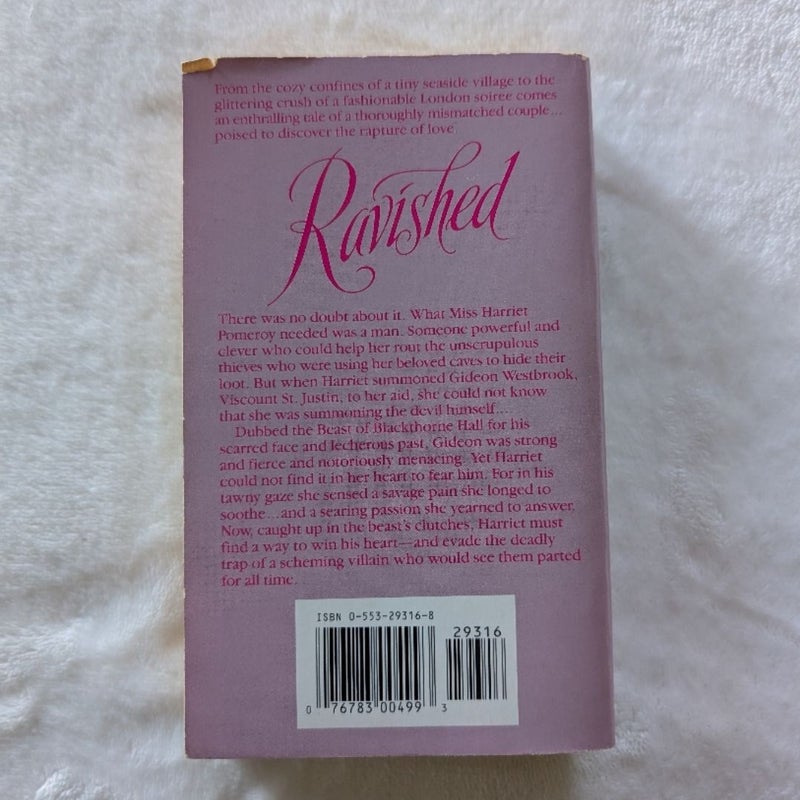 From the cozy confines of a tiny seaside village to the
glittering crush of a fashionable London soiree comes
an enthralling tale of a thoroughly mismatched couple...
poised to discover the rapture of love.
Ravished
There was no doubt about it. What Miss Harriet
Pomeroy needed was a man. Someone powerful and
clever who could help her rout the unscrupulous
thieves who were using her beloved caves to hide their
loot. But when Harriet summoned Gideon Westbrook,
Viscount St. Justin, to her aid, she could not know
that she was summoning the devil himself....
Dubbed the Beast of Blackthorne Hall for his
scarred face and lecherous past, Gideon was strong
and fierce and notoriously menacing. Yet Harriet
could not find it in her heart to fear him. For in his
tawny gaze she sensed a savage pain she longed to
soothe...and a searing passion she yearned to answer.
Now, caught up in the beast's clutches, Harriet must
find a way to win his heart—and evade the deadly
trap of a scheming villain who would see them parted
for all time.
ISBN 0-553-29316-8
29316
0 76783 00499 3